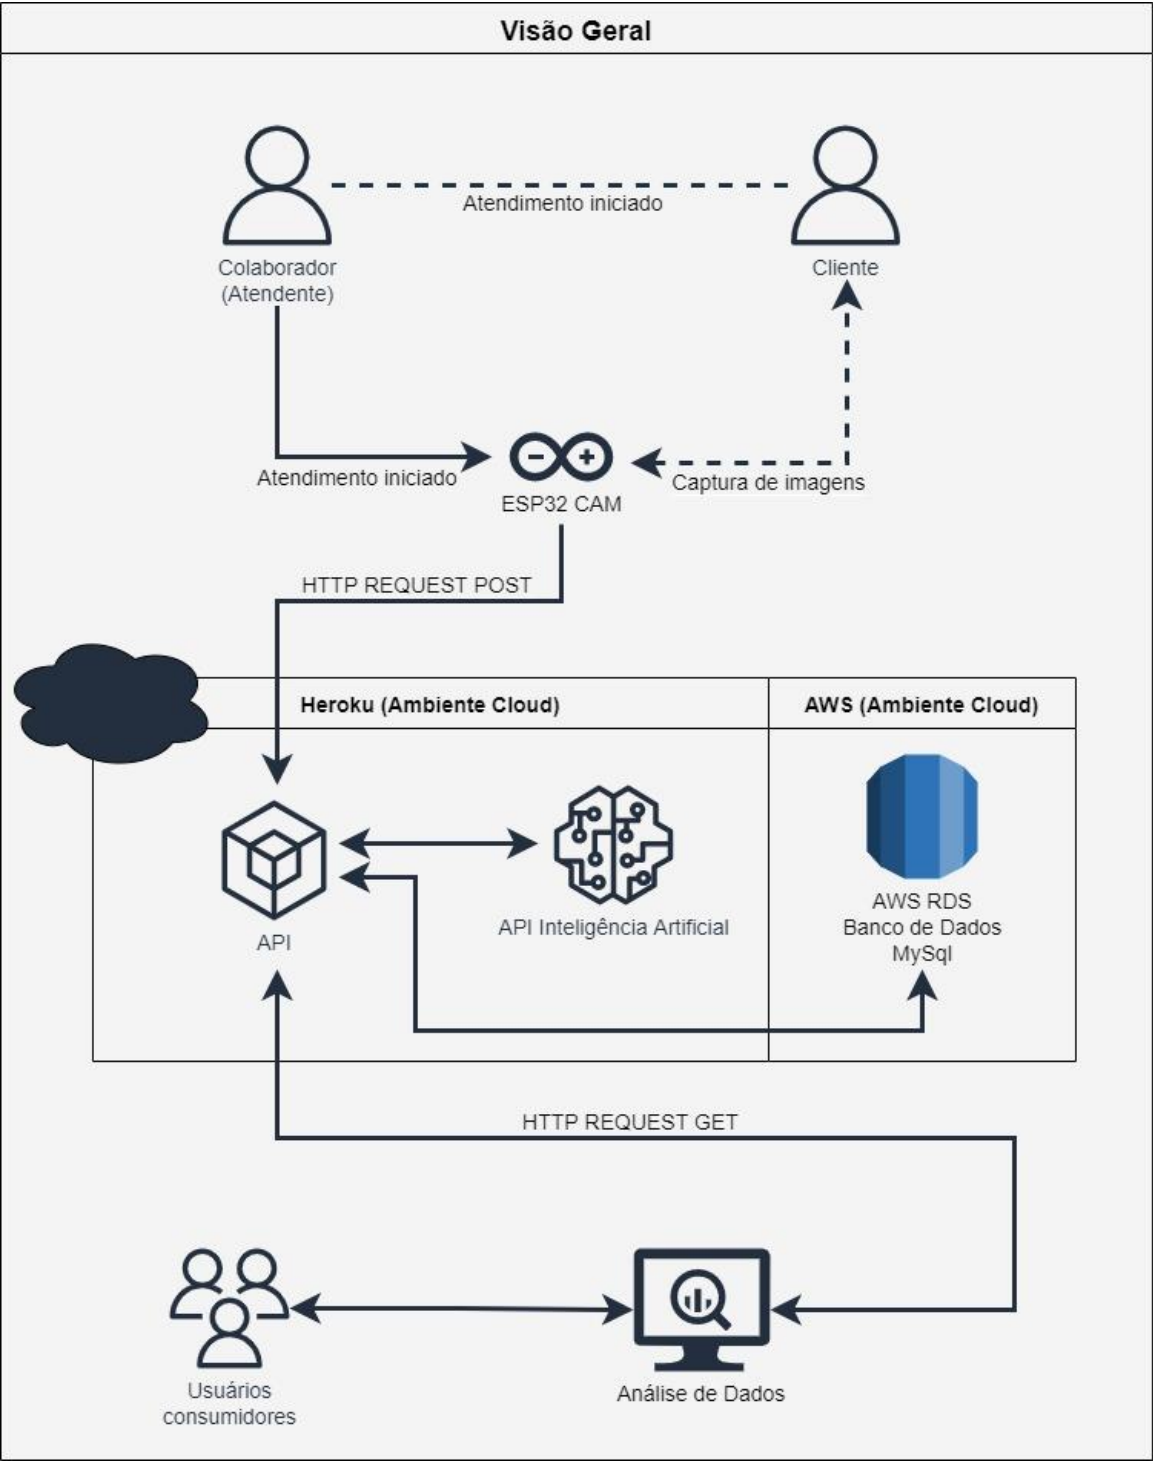 Visão Geral
Atendimento iniciado
Colaborador
(Atendente)
Cliente
Atendimento iniciado
Captura de imagens
ESP32 CAM
HTTP REQUEST POST
Heroku (Ambiente Cloud)
AWS (Ambiente Cloud)
API
API Inteligência Artificial
AWS RDS
Banco de Dados
MySql
HTTP REQUEST GET
Usuários
consumidores
Análise de Dados